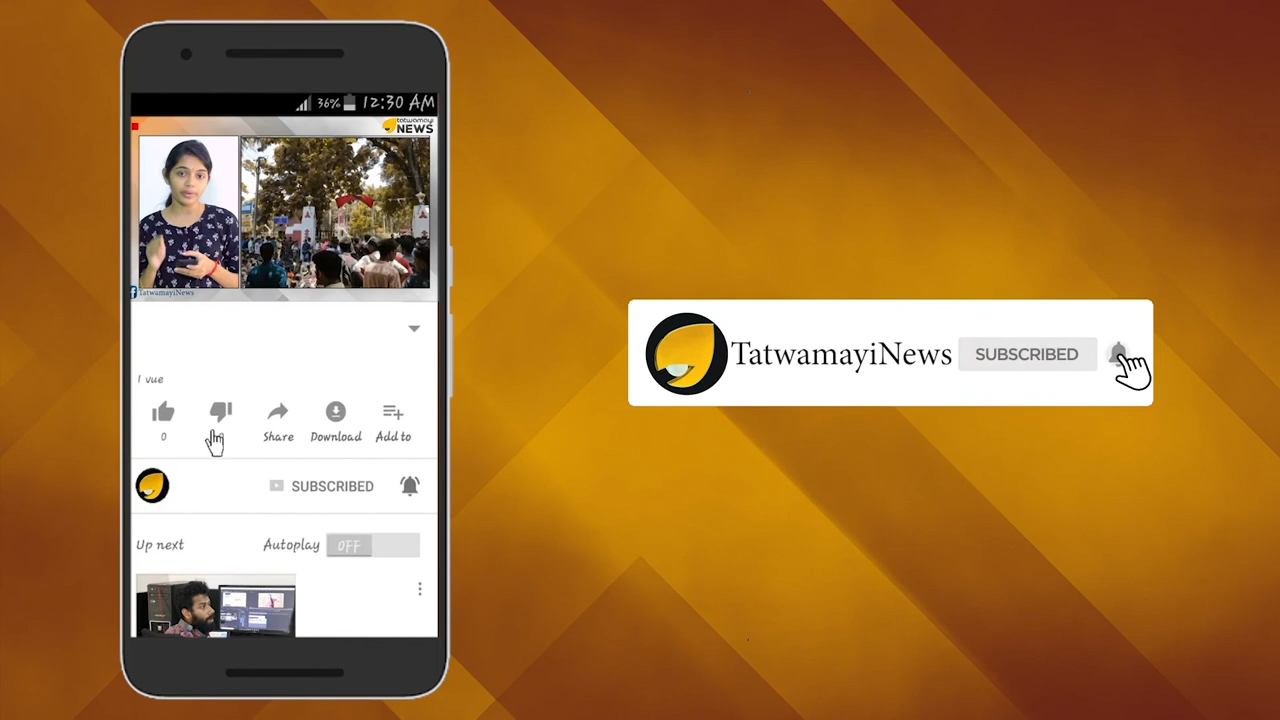 36% 12:30 AM
tatwamayi
NEWS
TatwamayiNews
1 vue
0
Share
Download
Add to
SUBSCRIBED
Up next
Autoplay
OFF
TatwamayiNews
SUBSCRIBED